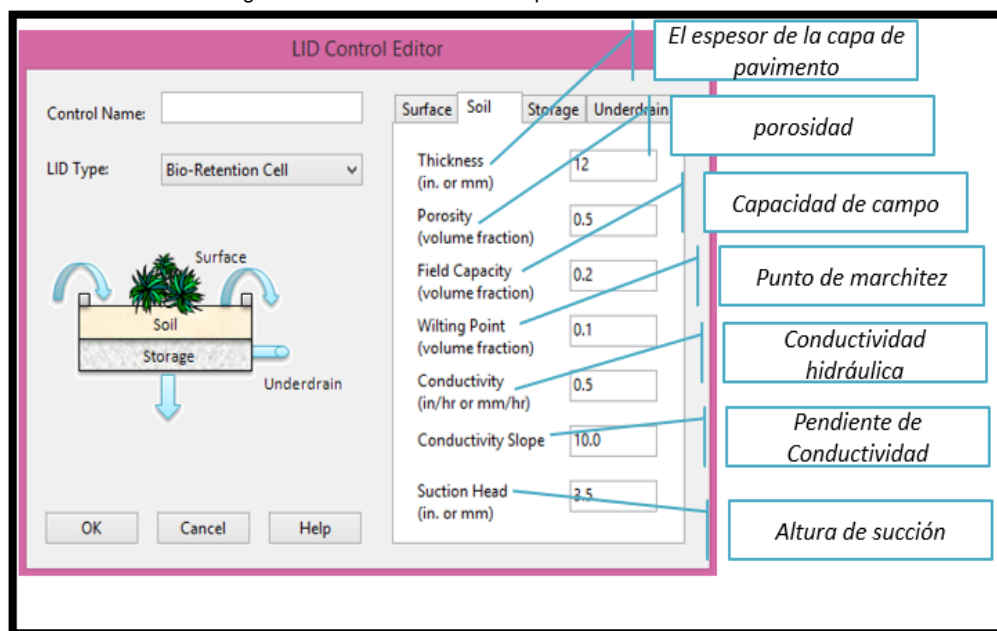 LID Control Editor
El espesor de la capa de
pavimento
Control Name:
Surface Soil Storage Underdrain
porosidad
LID Type: Bio-Retention Cell
Thickness
(in. or mm)
12
Porosity
(volume fraction)
0.5
Capacidad de campo
Field Capacity
(volume fraction)
0.2
Punto de marchitez
Wilting Point
(volume fraction)
0.1
Conductividad
hidráulica
Conductivity
(in/hr or mm/hr)
0.5
Pendiente de
Conductividad
Conductivity Slope 10.0
Suction Head
(in. or mm)
3.5
Altura de succión
Surface
Soil
Storage
Underdrain
OK Cancel Help